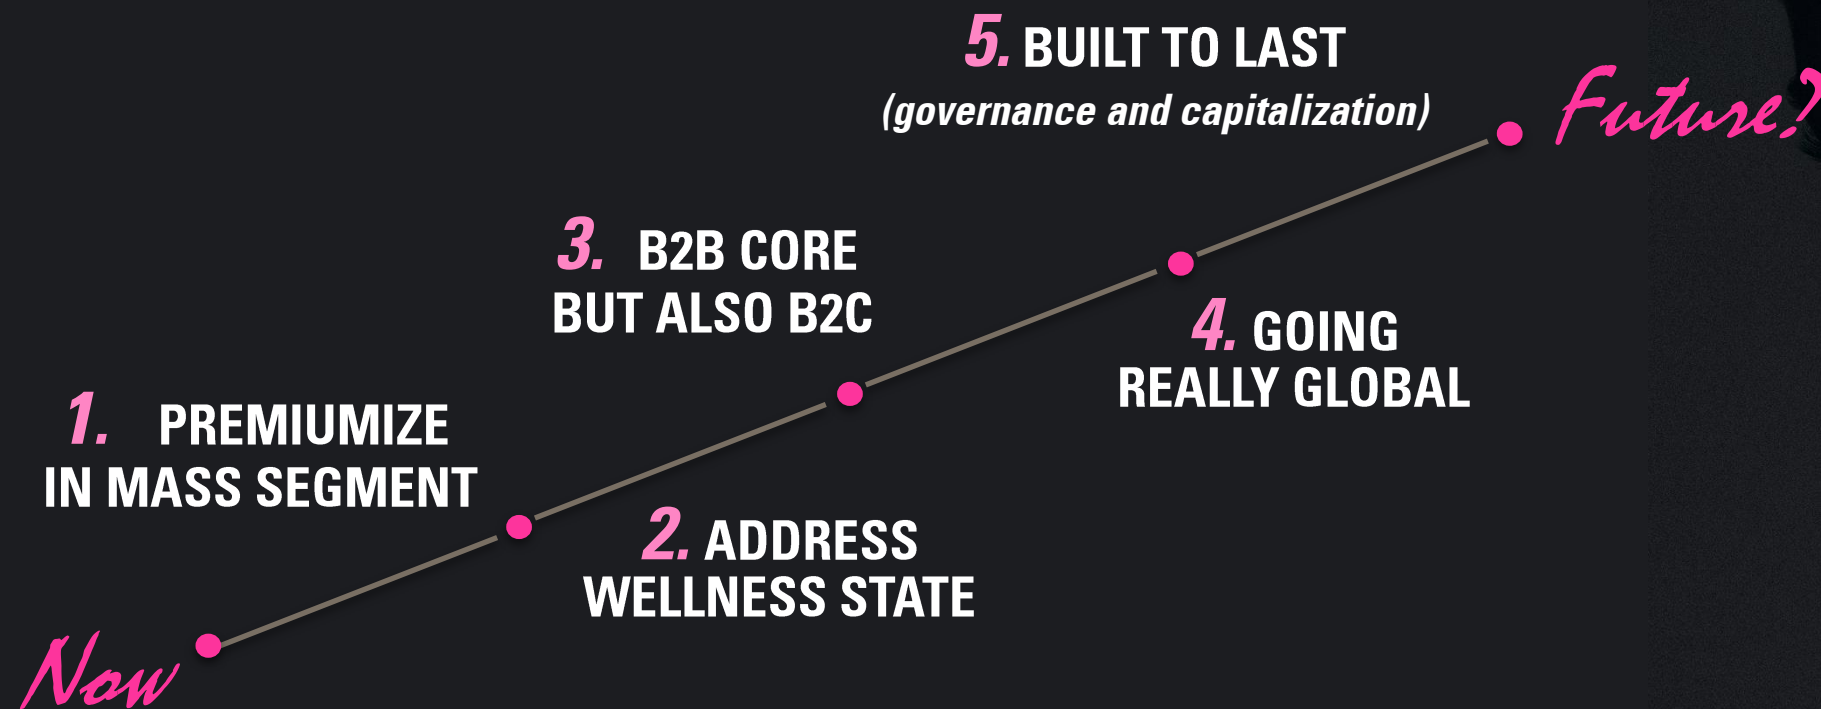 5. BUILT TO LAST
(governance and capitalization)
Future?
3. B2B CORE
BUT ALSO B2C
4. GOING
REALLY GLOBAL
1. PREMIUMIZE
IN MASS SEGMENT
2. ADDRESS
WELLNESS STATE
Now